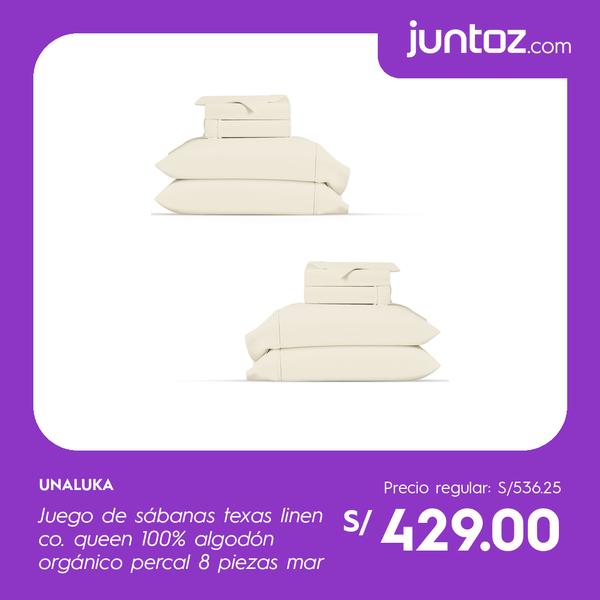 juntoz.com
UNALUKA
Juego de sábanas texas linen
co. queen 100% algodón
orgánico percal 8 piezas mar
Precio regular: S/536.25
S/ 429.00